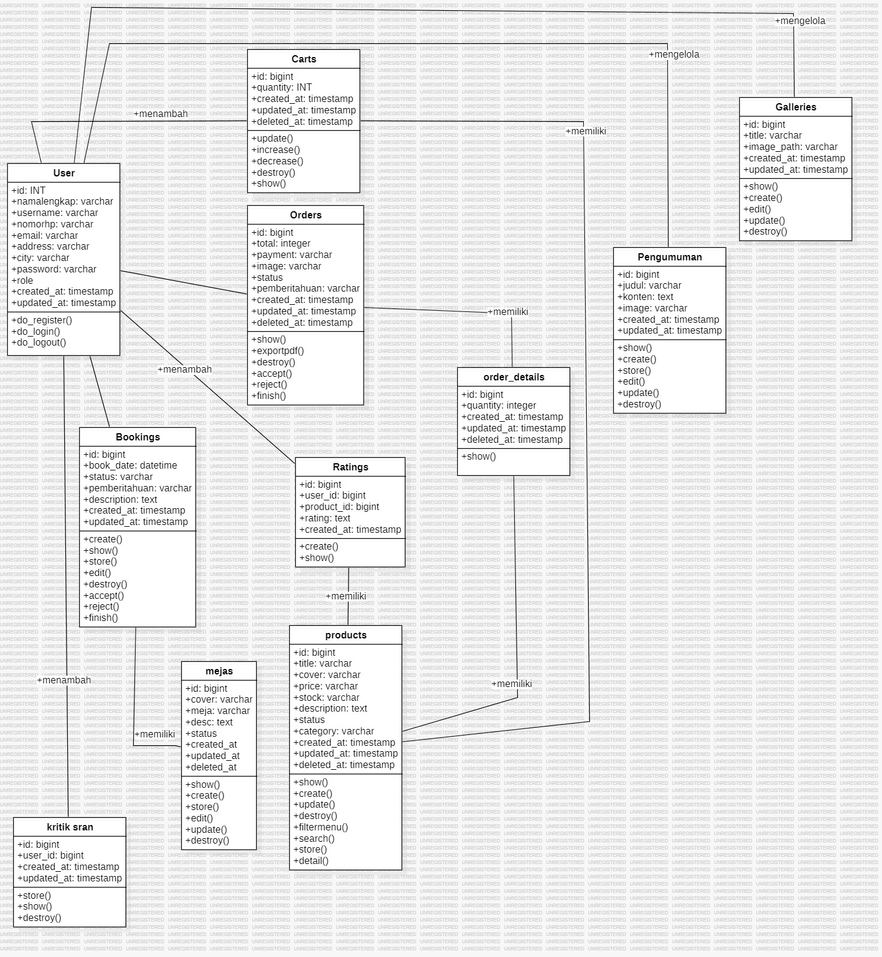 +mengelola
+mengelola
Carts
+id: bigint
+quantity: INT
+created_at: timestamp
+updated_at: timestamp
+deleted_at: timestamp
+update()
+increase()
+decrease()
+destroy()
+show()
+menambah
+memiliki
Galleries
+id: bigint
+title: varchar
+image_path: varchar
+created_at: timestamp
+updated_at: timestamp
+show()
+create()
+edit()
+update()
+destroy()
User
+id: INT
+namalengkap: varchar
+username: varchar
+nomorhp: varchar
+email: varchar
+address: varchar
+city: varchar
+password: varchar
+role
+created_at: timestamp
+updated_at: timestamp
+do_register()
+do_login()
+do_logout()
Orders
+id: bigint
+total: integer
+payment: varchar
+image: varchar
+status
+pemberitahuan: varchar
+created_at: timestamp
+updated_at: timestamp
+deleted_at: timestamp
+show()
+exportpdf()
+destroy()
+accept()
+reject()
+finish()
Pengumuman
+id: bigint
+judul: varchar
+konten: text
+image: varchar
+created_at: timestamp
+updated_at: timestamp
+show()
+create()
+store()
+edit()
+update()
+destroy()
+memiliki
+menambah
order_details
+id: bigint
+quantity: integer
+created_at: timestamp
+updated_at: timestamp
+deleted_at: timestamp
+show()
Bookings
+id: bigint
+book_date: datetime
+status: varchar
+pemberitahuan: varchar
+description: text
+created_at: timestamp
+updated_at: timestamp
+create()
+show()
+store()
+edit()
+destroy()
+accept()
+reject()
+finish()
Ratings
+id: bigint
+user_id: bigint
+product_id: bigint
+rating: text
+created_at: timestamp
+create()
+show()
+memiliki
products
+id: bigint
+title: varchar
+cover: varchar
+price: varchar
+stock: varchar
+description: text
+status
+category: varchar
+created_at: timestamp
+updated_at: timestamp
+deleted_at: timestamp
+show()
+create()
+update()
+destroy()
+filtermenu()
+search()
+store()
+detail()
+memiliki
+menambah
mejas
+id: bigint
+cover: varchar
+meja: varchar
+desc: text
+status
+created_at
+updated_at
+deleted_at
+show()
+create()
+store()
+edit()
+update()
+destroy()
+memiliki
kritik sran
+id: bigint
+user_id: bigint
+created_at: timestamp
+updated_at: timestamp
+store()
+show()
+destroy()